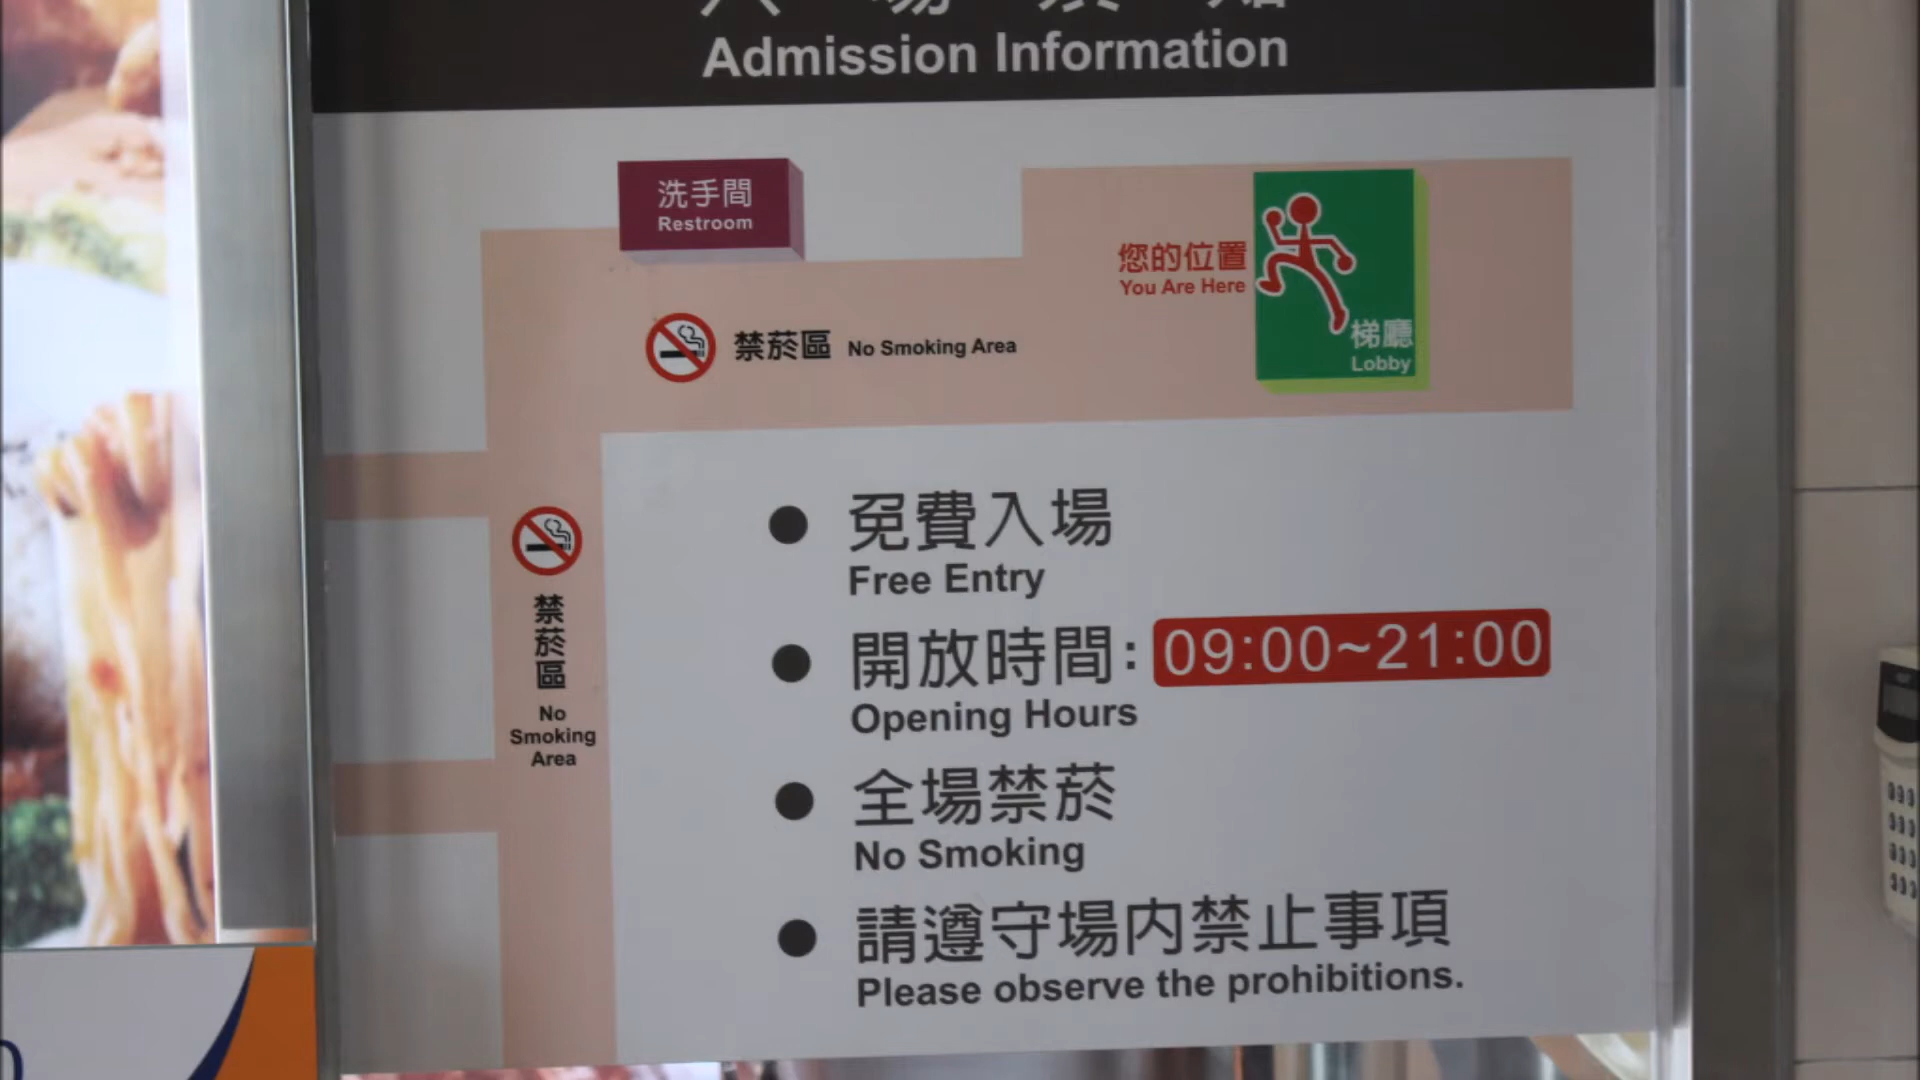 Admission Information
洗手間
Restroom
您的位置
You Are Here
梯廳
Lobby
禁菸區 No Smoking Area
禁菸區
No
Smoking
Area
免費入場
Free Entry
開放時間: 09:00~21:00
Opening Hours
全場禁菸
No Smoking
請遵守場內禁止事項
Please observe the prohibitions.